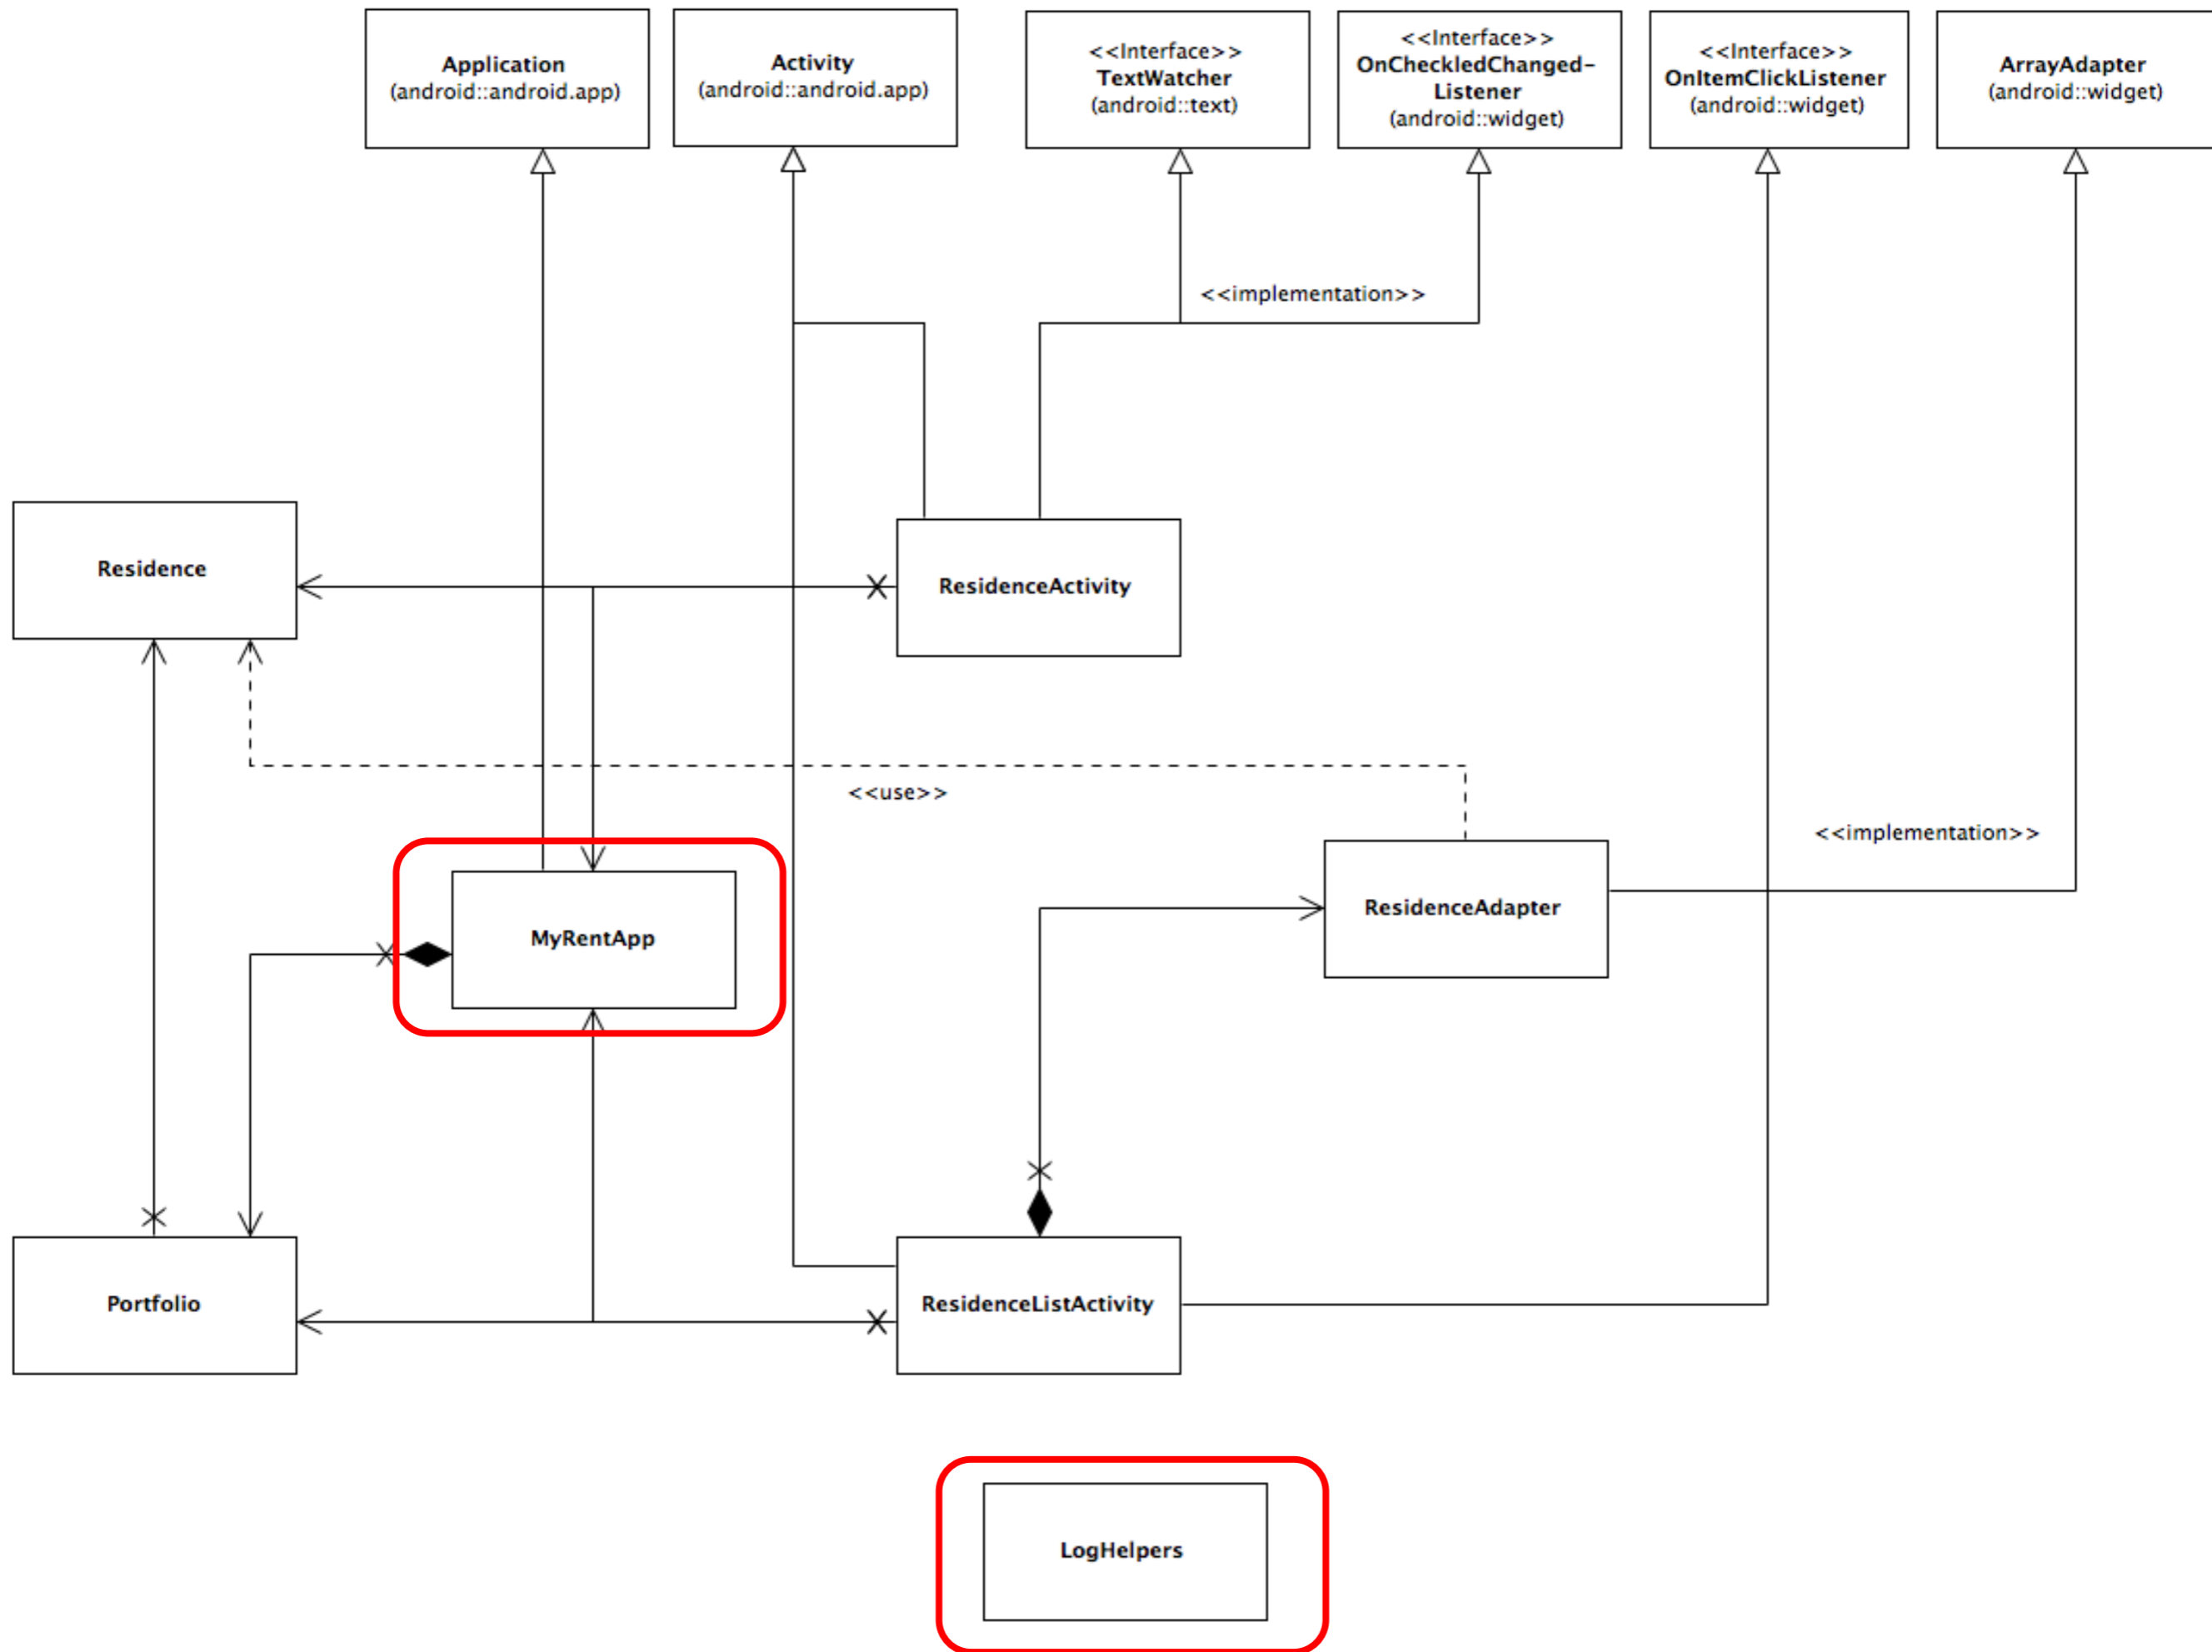 Application
(android::android.app)
Activity
(android::android.app)
<<Interface>>
TextWatcher
(android::text)
<<Interface>>
OnCheckledChanged-
Listener
(android::widget)
<<Interface>>
OnItemClickListener
(android::widget)
ArrayAdapter
(android::widget)
<<implementation>>
Residence
ResidenceActivity
<<use>>
<<implementation>>
ResidenceAdapter
MyRentApp
Portfolio
ResidenceListActivity
LogHelpers